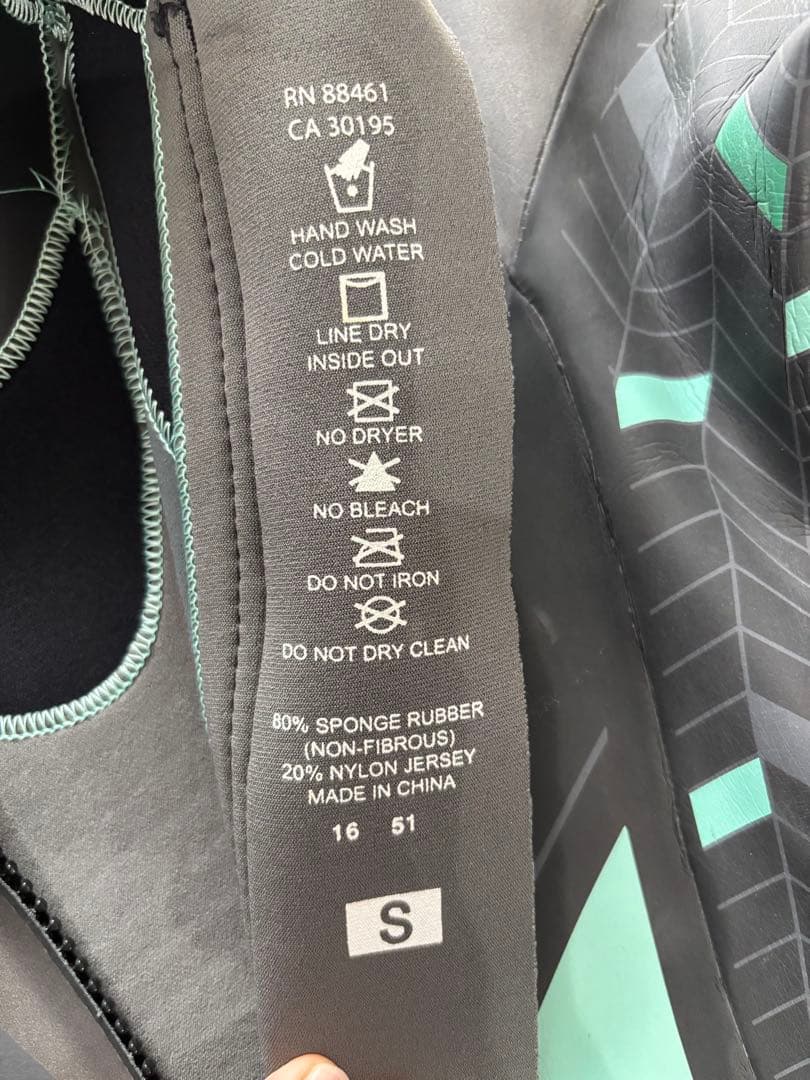 RN 88461
CA 30195
HAND WASH
COLD WATER
LINE DRY
INSIDE OUT
NO DRYER
NO BLEACH
DO NOT IRON
DO NOT DRY CLEAN
80% SPONGE RUBBER
(NON-FIBROUS)
20% NYLON JERSEY
MADE IN CHINA
16 51
S